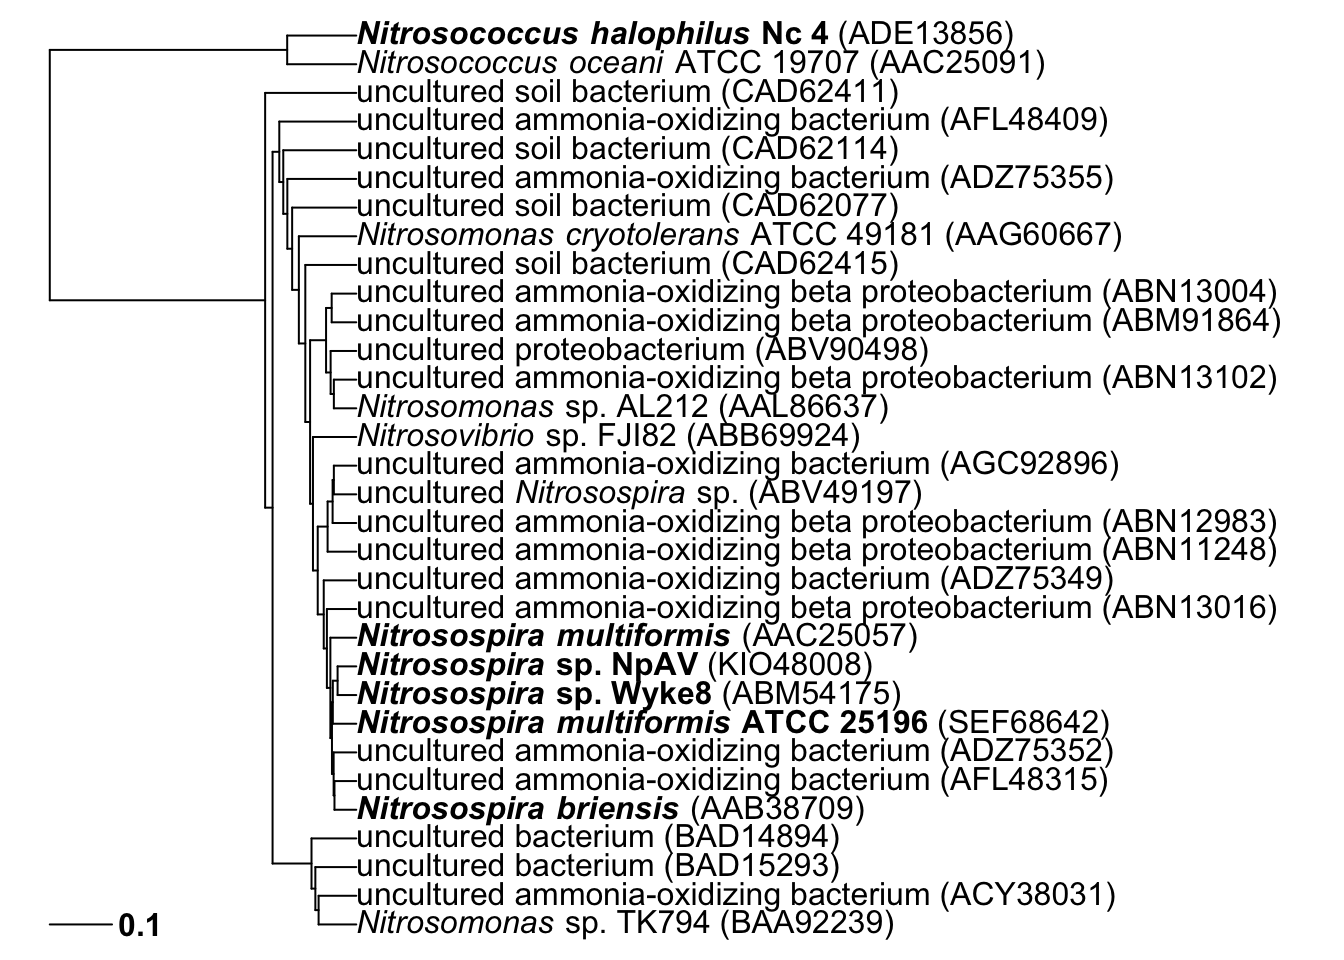 Nitrosococcus halophilus Nc 4 (ADE13856)
Nitrosococcus oceani ATCC 19707 (AAC25091)
uncultured soil bacterium (CAD62411)
uncultured ammonia-oxidizing bacterium (AFL48409)
uncultured soil bacterium (CAD62114)
uncultured ammonia-oxidizing bacterium (ADZ75355)
uncultured soil bacterium (CAD62077)
Nitrosomonas cryotolerans ATCC 49181 (AAG60667)
uncultured soil bacterium (CAD62415)
uncultured ammonia-oxidizing beta proteobacterium (ABN13004)
uncultured ammonia-oxidizing beta proteobacterium (ABM91864)
uncultured proteobacterium (ABV90498)
uncultured ammonia-oxidizing beta proteobacterium (ABN13102)
Nitrosomonas sp. AL212 (AAL86637)
Nitrosovibrio sp. FJI82 (ABB69924)
uncultured ammonia-oxidizing bacterium (AGC92896)
uncultured Nitrosospira sp. (ABV49197)
uncultured ammonia-oxidizing beta proteobacterium (ABN12983)
uncultured ammonia-oxidizing beta proteobacterium (ABN11248)
uncultured ammonia-oxidizing bacterium (ADZ75349)
uncultured ammonia-oxidizing beta proteobacterium (ABN13016)
Nitrosospira multiformis (AAC25057)
Nitrosospira sp. NpAV (KIO48008)
Nitrosospira sp. Wyke8 (ABM54175)
Nitrosospira multiformis ATCC 25196 (SEF68642)
uncultured ammonia-oxidizing bacterium (ADZ75352)
uncultured ammonia-oxidizing bacterium (AFL48315)
Nitrosospira briensis (AAB38709)
uncultured bacterium (BAD14894)
uncultured bacterium (BAD15293)
uncultured ammonia-oxidizing bacterium (ACY38031)
Nitrosomonas sp. TK794 (BAA92239)
0.1